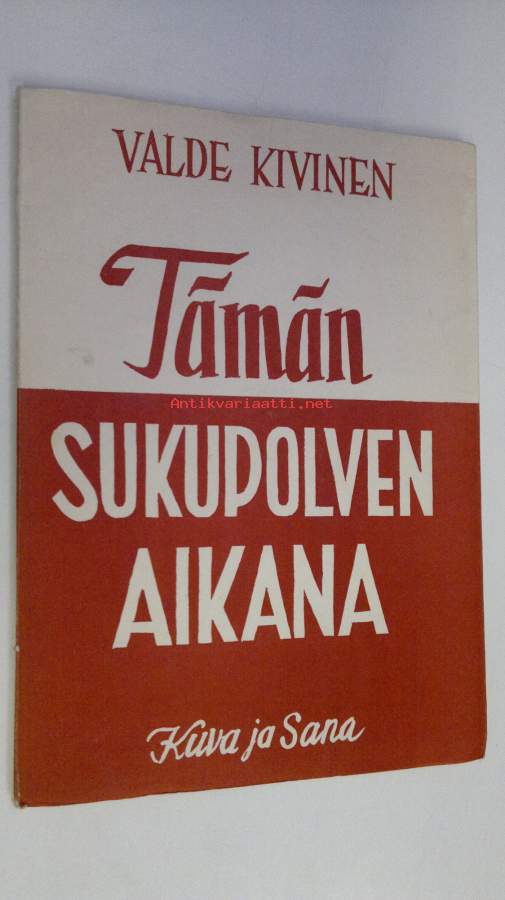 VALDE KIVINEN
Tämän
Antikvariaatti.net
SUKUPOLVEN
AIKANA
Kuva ja Sana